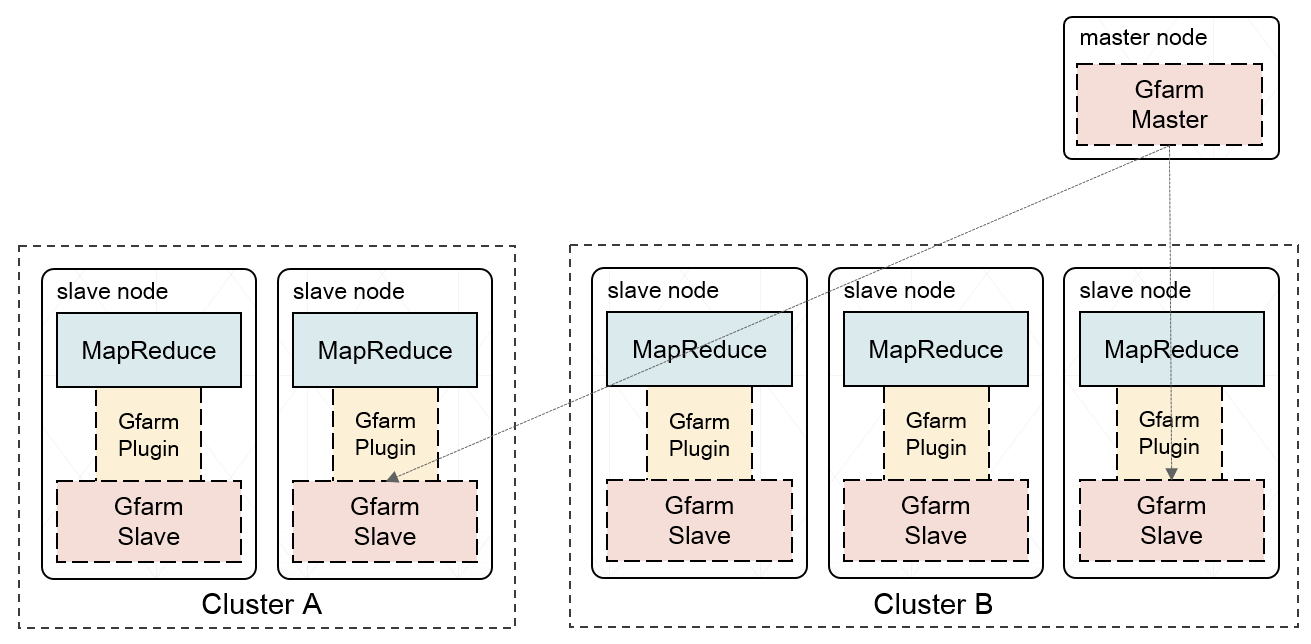 master node
Gfarm
Master
slave node
MapReduce
Gfarm
Plugin
Gfarm
Slave
slave node
MapReduce
Gfarm
Plugin
Gfarm
Slave
Cluster A
slave node
MapReduce
Gfarm
Plugin
Gfarm
Slave
slave node
MapReduce
Gfarm
Plugin
Gfarm
Slave
slave node
MapReduce
Gfarm
Plugin
Gfarm
Slave
Cluster B